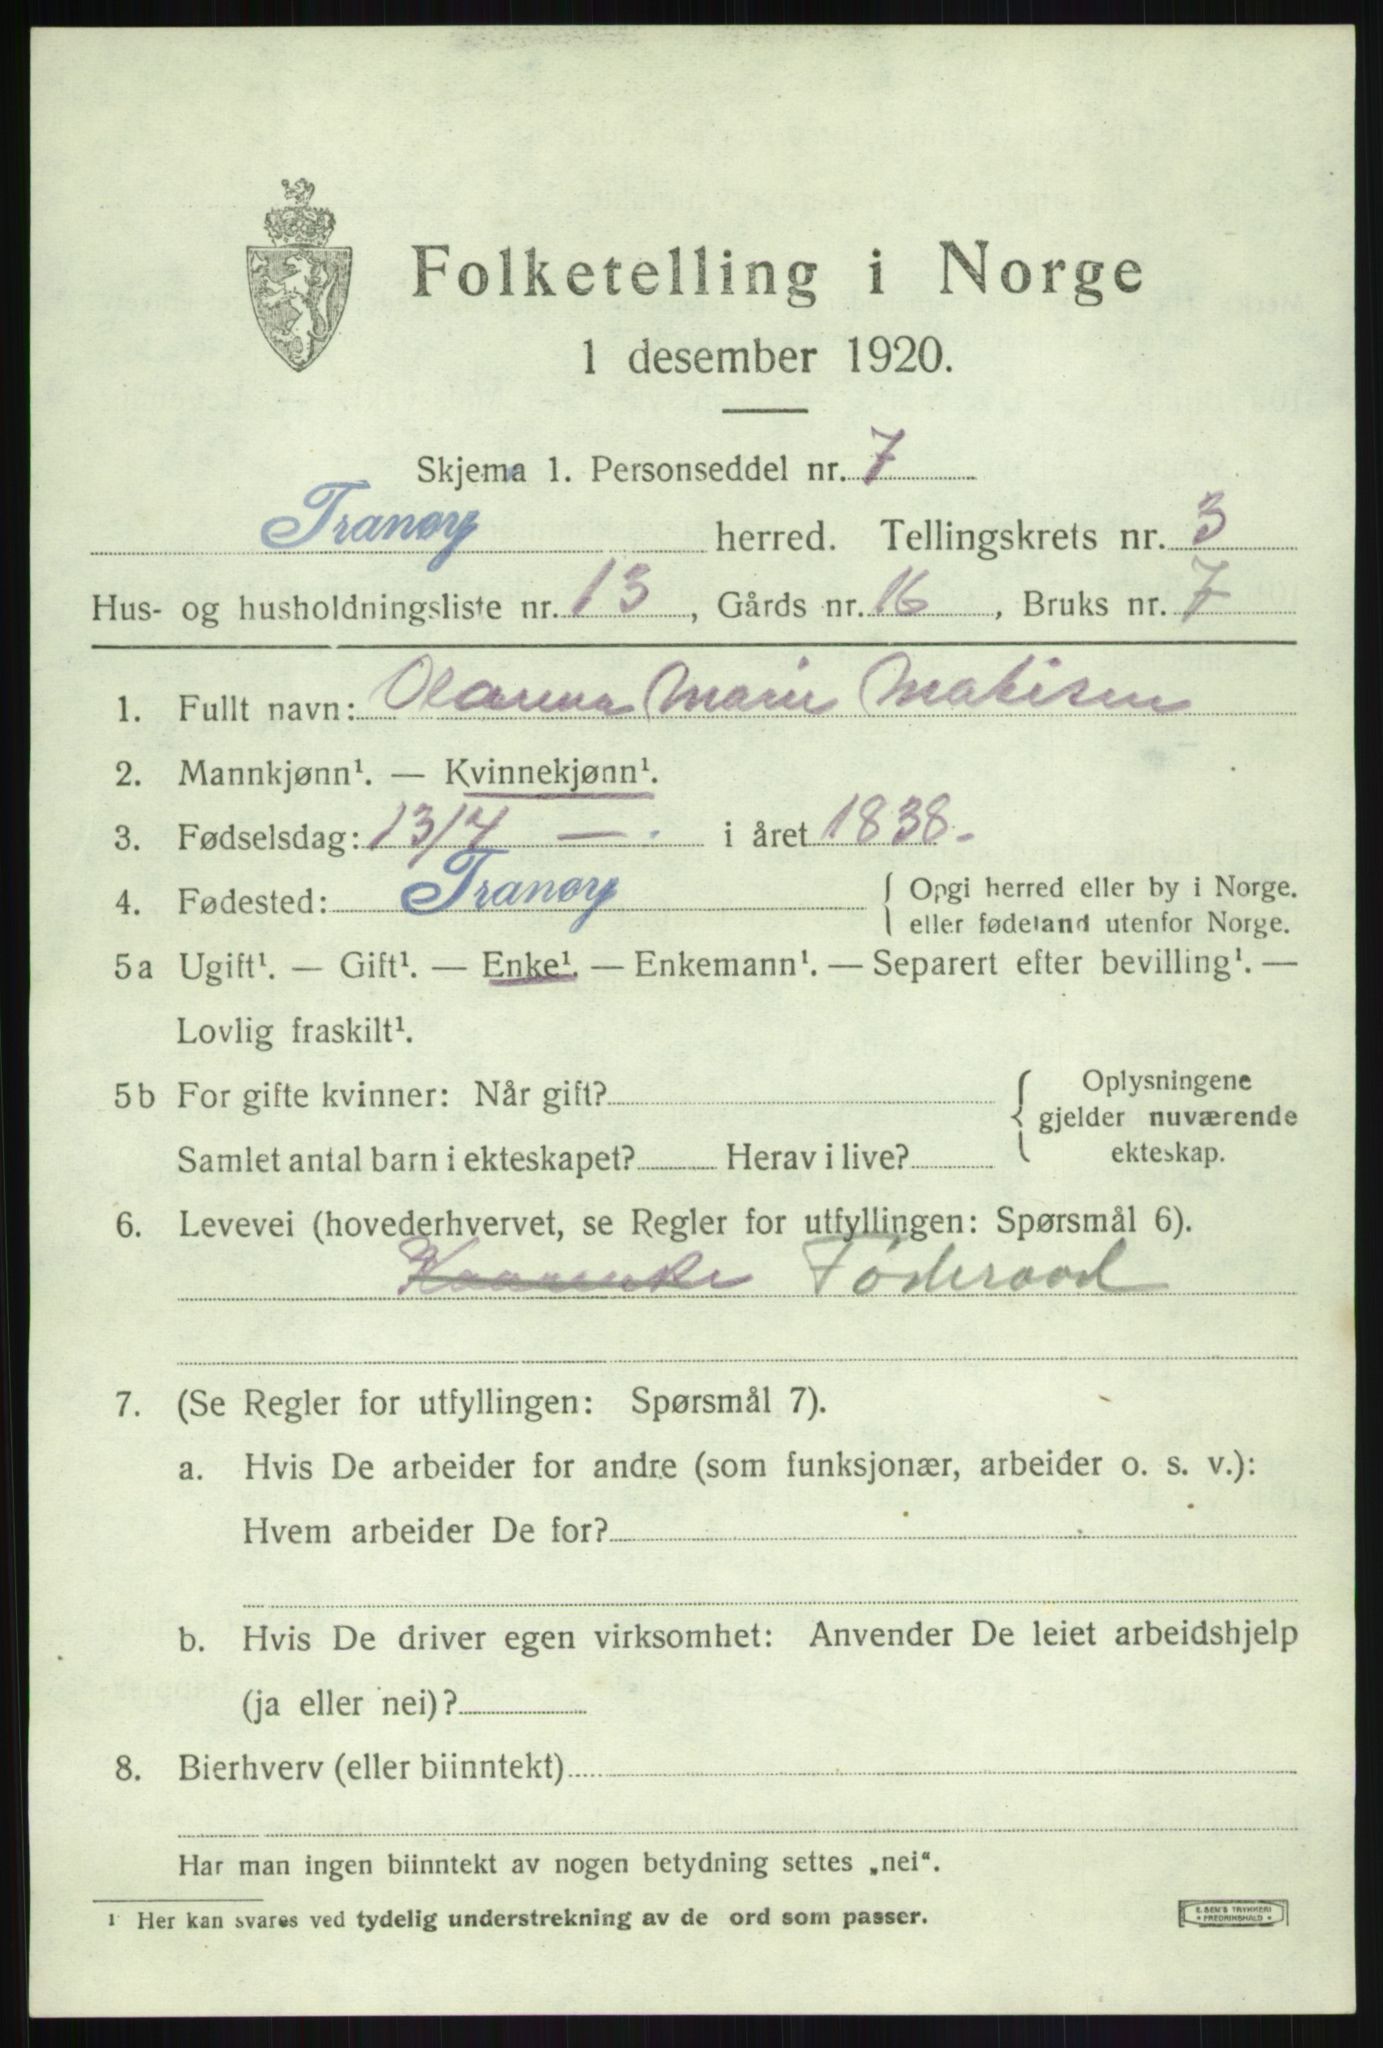 Folketelling i Norge
1 desember 1920.
Skjema 1. Personseddel nr. 7
Tranøy herred. Tellingskrets nr. 3
Hus- og husholdningsliste nr. 13, Gårds nr. 16, Bruks nr. 7
1. Fullt navn: Olarina Marie Matisen
2. Mannkjønn¹. — Kvinnekjønn¹.
3. Fødselsdag: 13/4 — i året 1838.
4. Fødested: Tranøy { Opgi herred eller by i Norge.
eller fødeland utenfor Norge.
5a Ugift¹. — Gift¹. — Enke¹. — Enkemann¹. — Separert efter bevilling¹. —
Lovlig fraskilt¹.
5b For gifte kvinner: Når gift?
Samlet antal barn i ekteskapet? Herav i live?
{ Oplysningene
gjelder nuværende
ekteskap.
6. Levevei (hovederhvervet, se Regler for utfyllingen: Spørsmål 6).
Føderaad
7. (Se Regler for utfyllingen: Spørsmål 7).
a. Hvis De arbeider for andre (som funksjonær, arbeider o. s. v.):
Hvem arbeider De for?
b. Hvis De driver egen virksomhet: Anvender De leiet arbeidshjelp
(ja eller nei)?
8. Bierhverv (eller biinntekt)
Har man ingen biinntekt av nogen betydning settes „nei“.
¹ Her kan svares ved tydelig understrekning av de ord som passer.
E. SEM'S TRYKKERI
FREDRIKSHALD